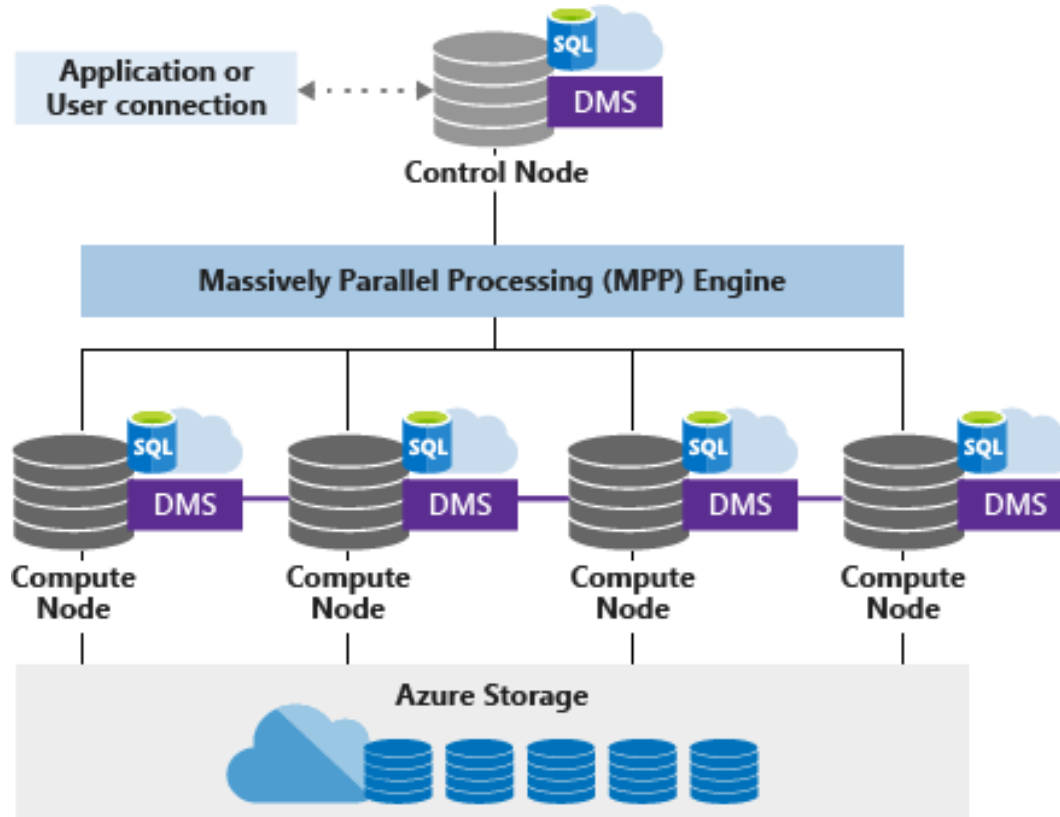 SQL
Application or
User connection
DMS
Control Node
Massively Parallel Processing (MPP) Engine
SQL
SQL
SQL
SQL
DMS
DMS
DMS
DMS
Compute
Node
Compute
Node
Compute
Node
Compute
Node
Azure Storage